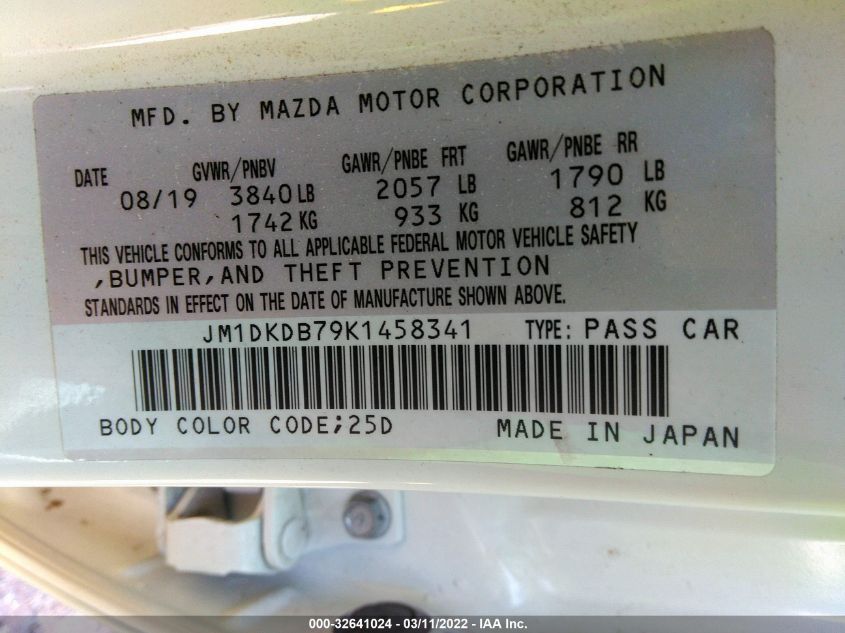 MFD. BY MAZDA MOTOR CORPORATION
DATE GVWR/PNBV GAWR/PNBE FRT GAWR/PNBE RR
08/19 3840 LB 2057 LB 1790 LB
1742 KG 933 KG 812 KG
THIS VEHICLE CONFORMS TO ALL APPLICABLE FEDERAL MOTOR VEHICLE SAFETY
,BUMPER,AND THEFT PREVENTION
STANDARDS IN EFFECT ON THE DATE OF MANUFACTURE SHOWN ABOVE.
JM1DKDB79K1458341 TYPE: PASS CAR
BODY COLOR CODE;25D MADE IN JAPAN
000-32641024 - 03/11/2022 - IAA Inc.